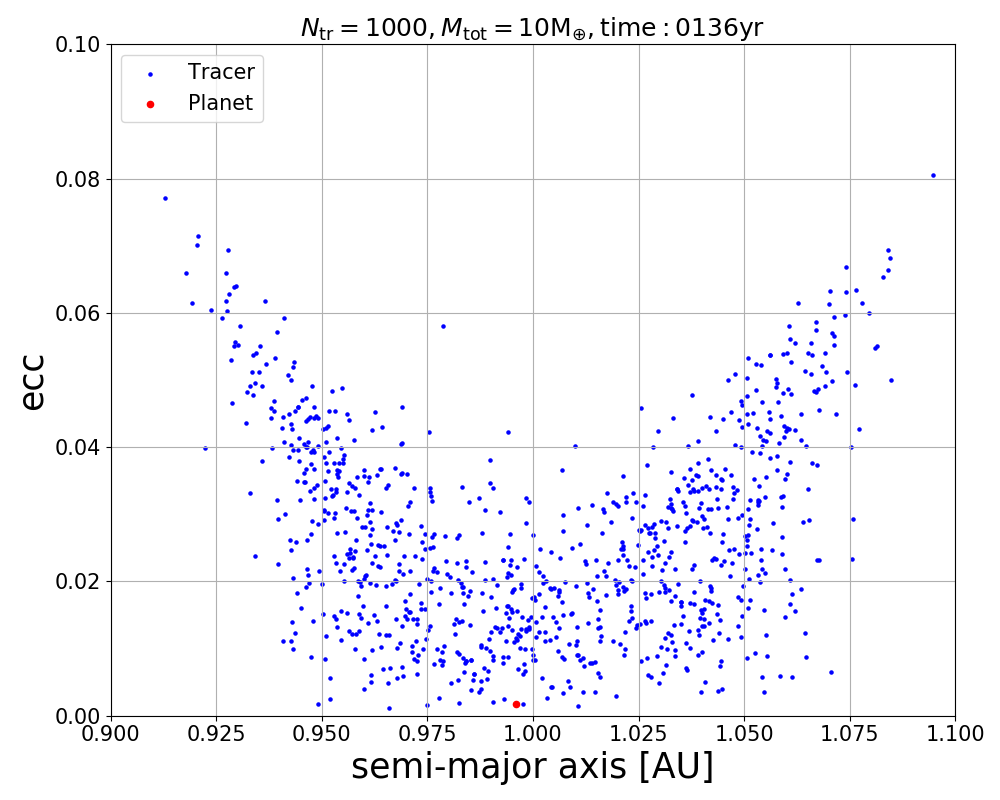 N_tr = 1000, M_tot = 10M_⊕, time : 0136yr
Tracer
Planet
0.10
0.08
0.06
0.04
0.02
0.00
ecc
0.900 0.925 0.950 0.975 1.000 1.025 1.050 1.075 1.100
semi-major axis [AU]